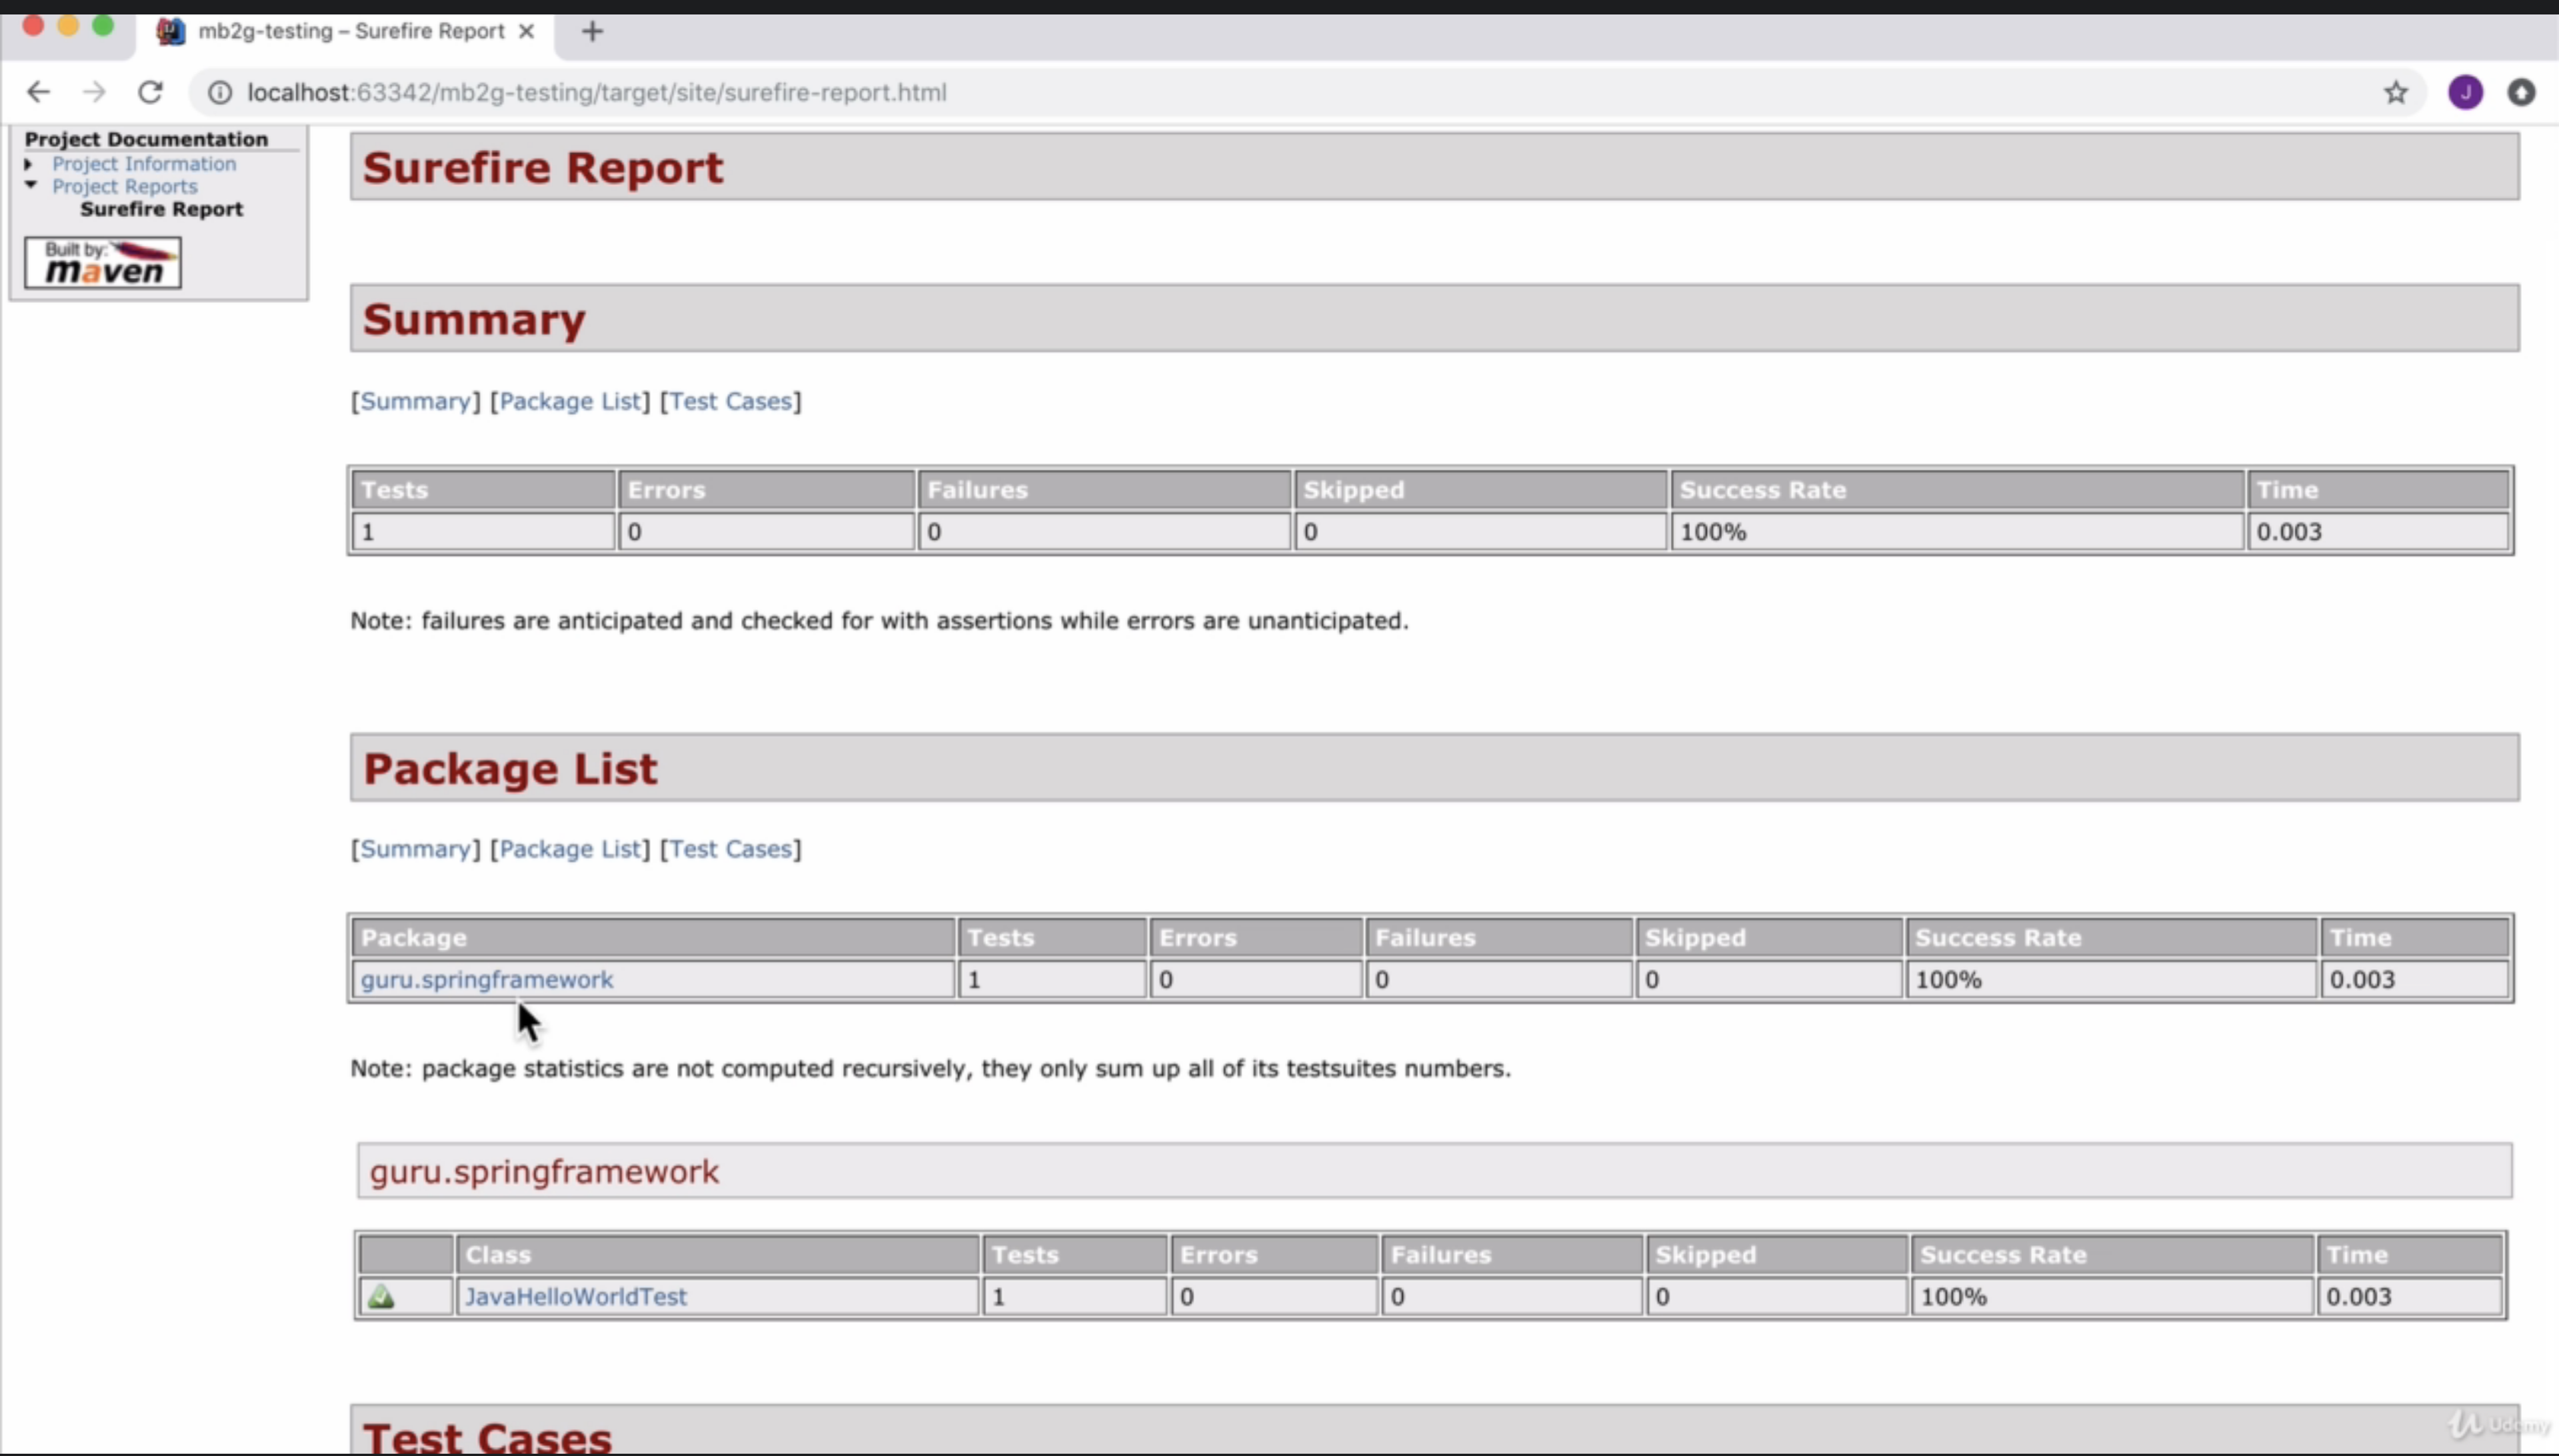 mb2g-testing – Surefire Report
localhost:63342/mb2g-testing/target/site/surefire-report.html
J
Project Documentation
Project Information
Project Reports
Surefire Report
Built by:
maven
Surefire Report
Summary
[Summary] [Package List] [Test Cases]
Tests Errors Failures Skipped Success Rate Time
1 0 0 0 100% 0.003
Note: failures are anticipated and checked for with assertions while errors are unanticipated.
Package List
[Summary] [Package List] [Test Cases]
Package Tests Errors Failures Skipped Success Rate Time
guru.springframework 1 0 0 0 100% 0.003
Note: package statistics are not computed recursively, they only sum up all of its testsuites numbers.
guru.springframework
Class Tests Errors Failures Skipped Success Rate Time
JavaHelloWorldTest 1 0 0 0 100% 0.003
Test Cases
Udemy